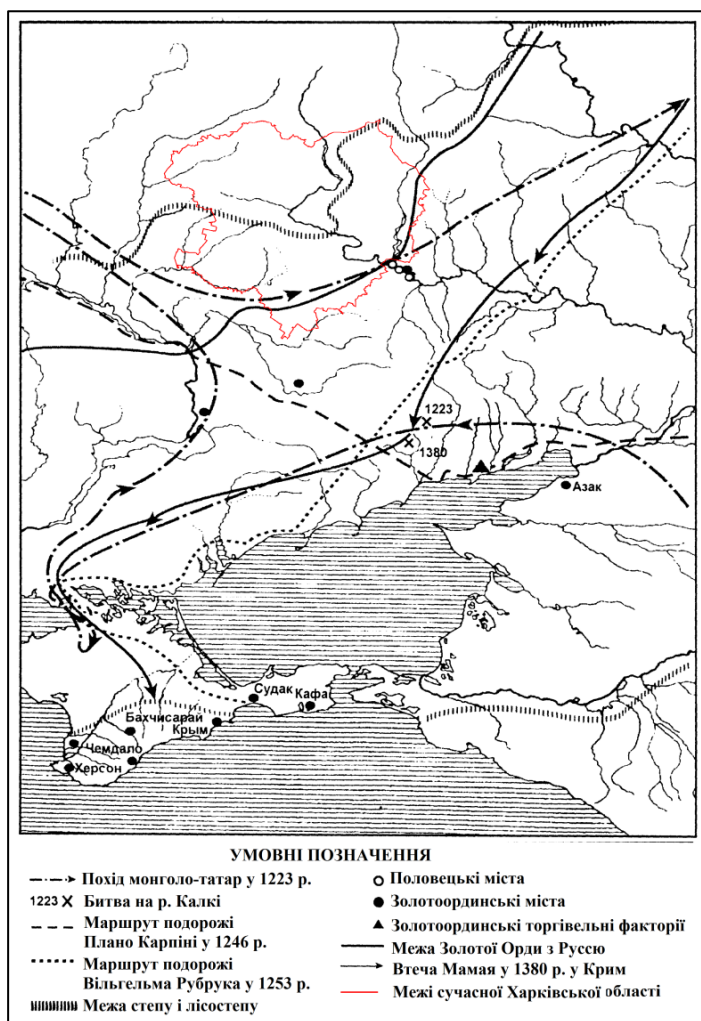 1223
1380
Азак
Судак
Кафа
Бахчисарай
Крым
Чемдало
Херсон
УМОВНІ ПОЗНАЧЕННЯ
Похід монголо-татар у 1223 р.
1223 X Битва на р. Калкі
Маршрут подорожі
Плано Карпіні у 1246 р.
Маршрут подорожі
Вільгельма Рубрука у 1253 р.
Межа степу і лісостепу
Половецькі міста
Золотоординські міста
Золотоординські торгівельні факторії
Межа Золотої Орди з Руссю
Втеча Мамая у 1380 р. у Крим
Межі сучасної Харківської області